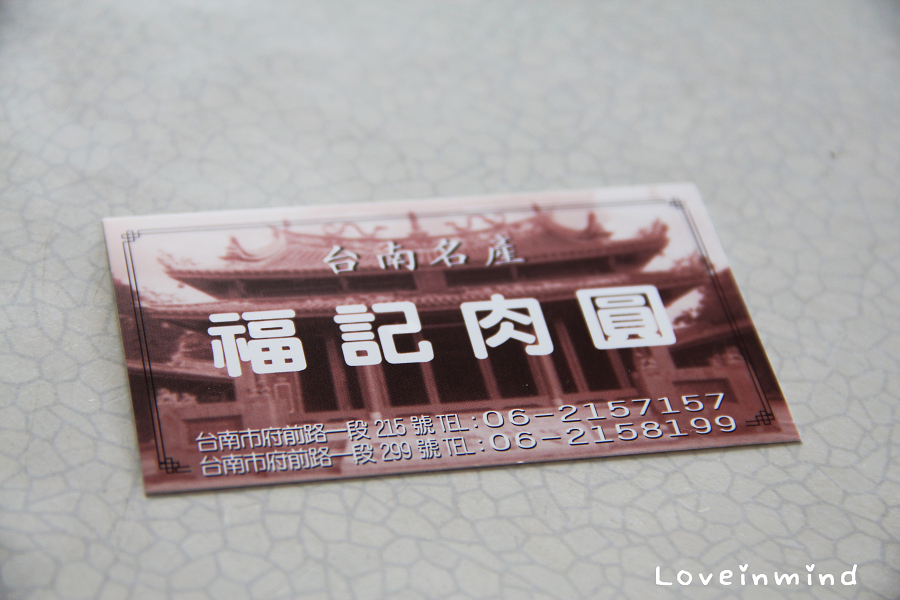 台南名產
福記肉圓
台南市府前路一段 215 號 TEL:06-2157157
台南市府前路一段 299 號 TEL:06-2158199
Loveinmind